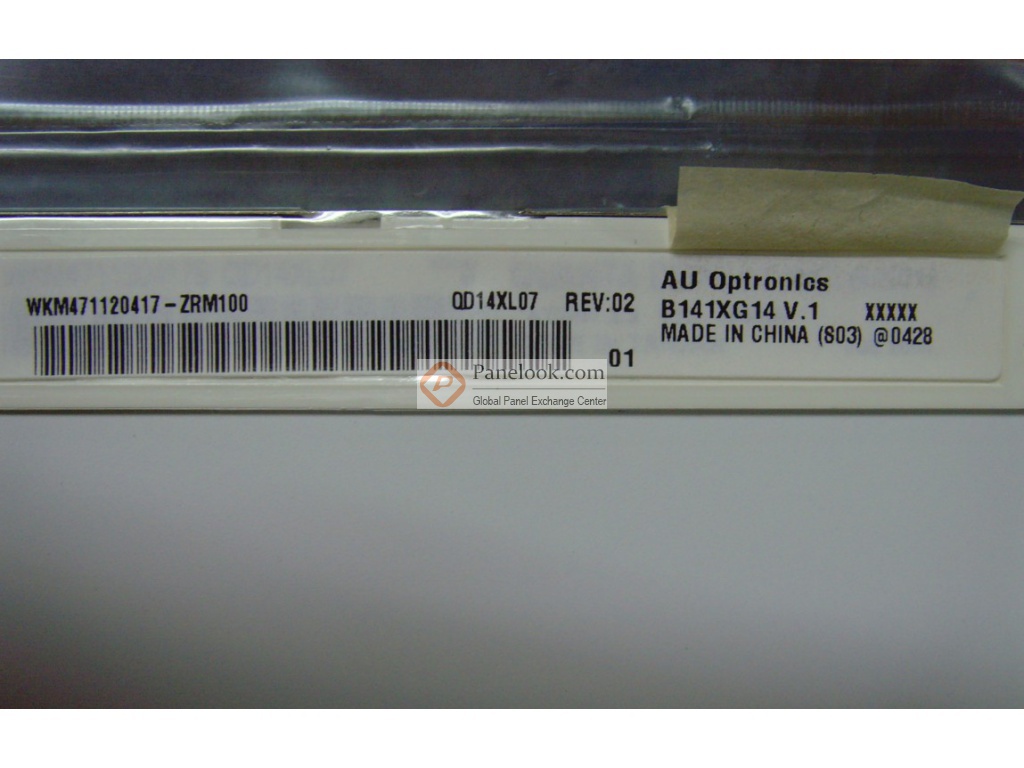 WKM471120417-ZRM100 QD14XL07 REV:02
01
AU Optronics
B141XG14 V.1 XXXXX
MADE IN CHINA (S03) @0428
Panelook.com
Global Panel Exchange Center